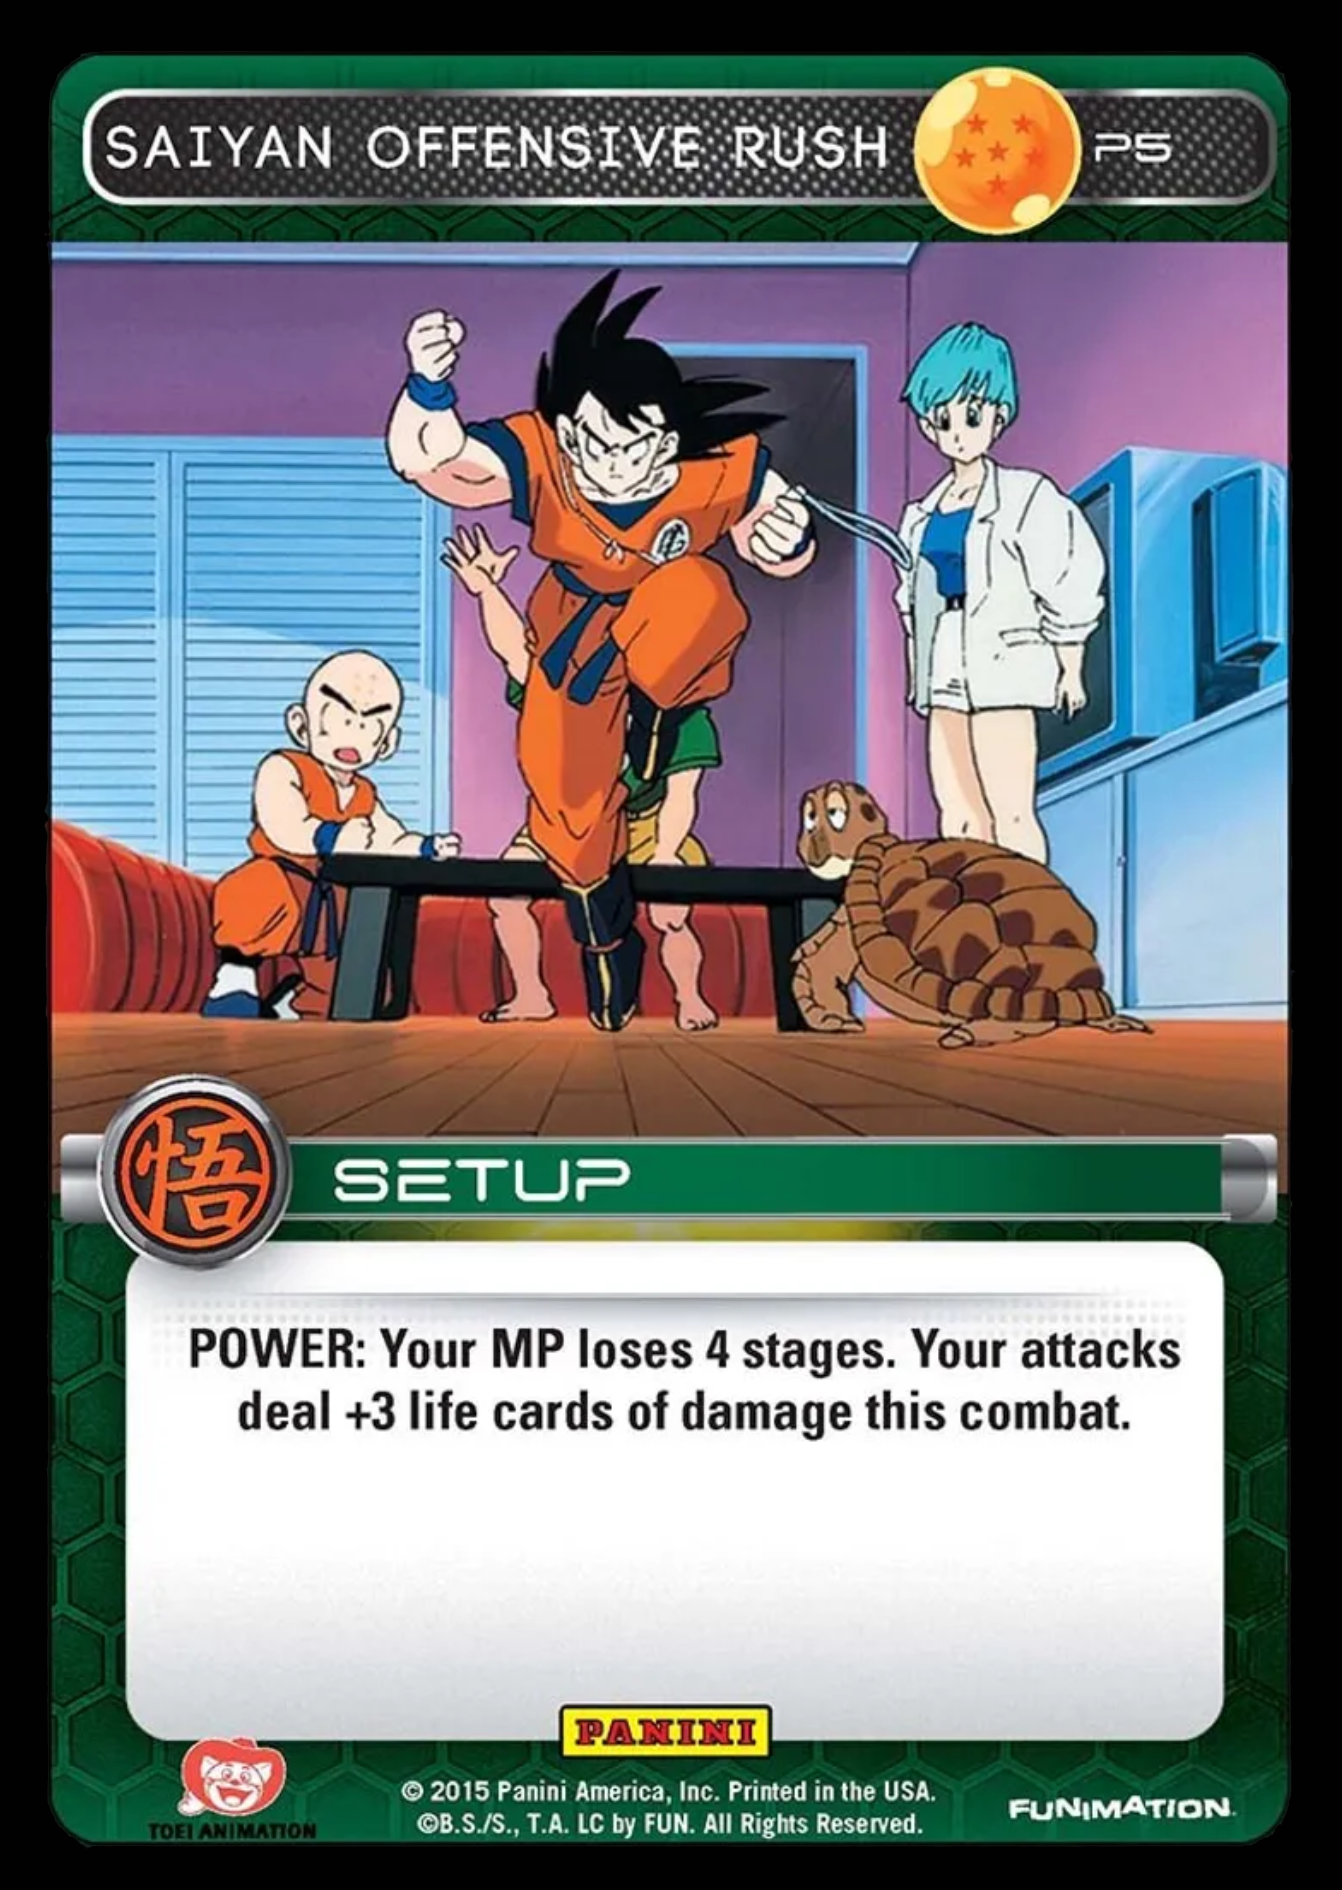 SAIYAN OFFENSIVE RUSH P5
悟 SETUP
POWER: Your MP loses 4 stages. Your attacks
deal +3 life cards of damage this combat.
PANINI
© 2015 Panini America, Inc. Printed in the USA.
©B.S./S., T.A. LC by FUN. All Rights Reserved.
TOEI ANIMATION
FUNIMATION.